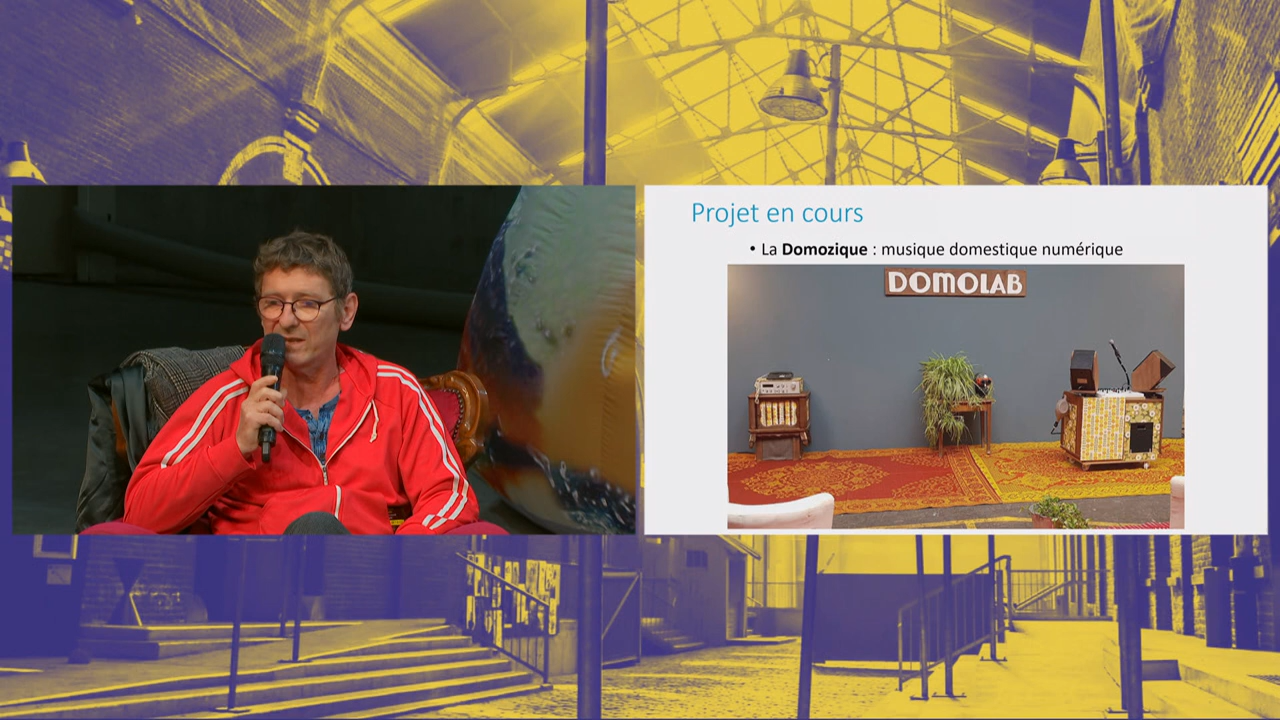 Projet en cours
• La Domozique : musique domestique numérique
DOMOLAB